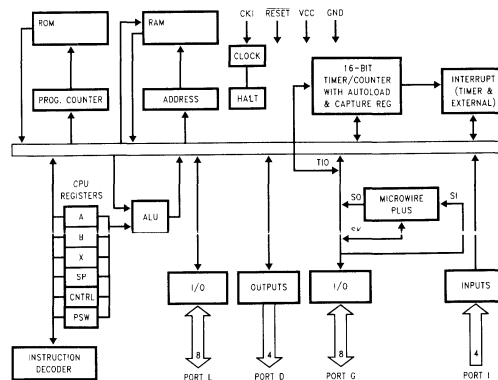 CKI RESET VCC GND
ROM
RAM
CLOCK
HALT
PROG. COUNTER
ADDRESS
16-BIT
TIMER/COUNTER
WITH AUTOLOAD
& CAPTURE REG
INTERRUPT
(TIMER &
EXTERNAL)
TIO
CPU
REGISTERS
A
B
X
SP
CNTRL
PSW
ALU
SO
MICROWIRE
PLUS
SI
SK
I/O
OUTPUTS
I/O
INPUTS
INSTRUCTION
DECODER
8
4
8
4
PORT L
PORT D
PORT G
PORT I